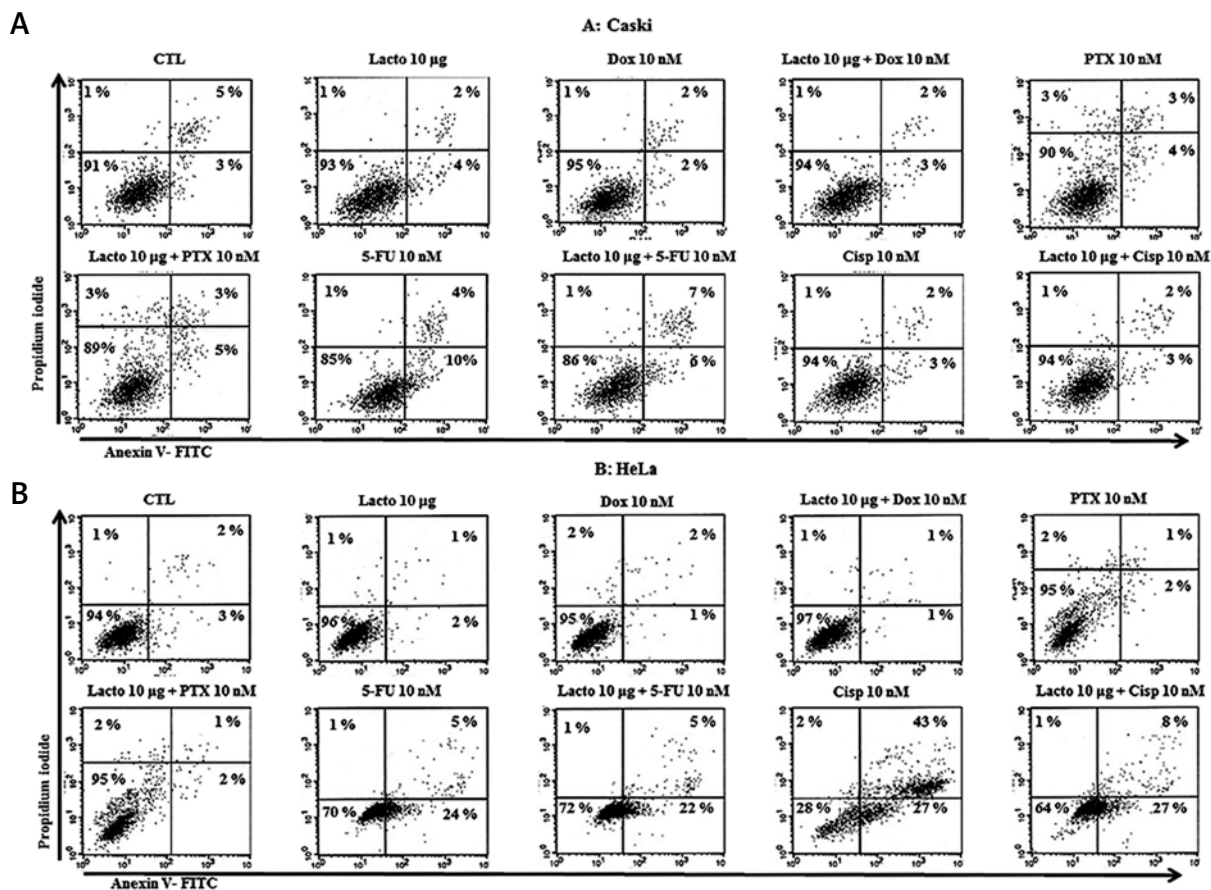 A
A: Caski
CTL
Lacto 10 µg
Dox 10 nM
Lacto 10 µg + Dox 10 nM
PTX 10 nM
1 % 5 % 1 % 2 % 1 % 2 % 1 % 2 % 3 % 3 %
91 % 3 % 93 % 4 % 95 % 2 % 94 % 3 % 90 % 4 %
Lacto 10 µg + PTX 10 nM
5-FU 10 nM
Lacto 10 µg + 5-FU 10 nM
Cisp 10 nM
Lacto 10 µg + Cisp 10 nM
3% 3% 1 % 4% 1 % 7 % 1 % 2 % 1 % 2 %
89% 5% 85% 10% 86 % 6 % 94 % 3 % 94 % 3 %
Propidium iodide
Anexin V- FITC
B
B: HeLa
CTL
Lacto 10 µg
Dox 10 nM
Lacto 10 µg + Dox 10 nM
PTX 10 nM
1 % 2 % 1 % 1 % 2 % 2 % 1 % 1 % 2 % 1 %
94 % 3 % 96 % 2 % 95 % 1 % 97 % 1 % 95 % 2 %
Lacto 10 µg + PTX 10 nM
5-FU 10 nM
Lacto 10 µg + 5-FU 10 nM
Cisp 10 nM
Lacto 10 µg + Cisp 10 nM
2 % 1 % 1 % 5 % 1 % 5 % 2 % 43 % 1 % 8 %
95 % 2 % 70 % 24 % 72 % 22 % 28 % 27 % 64 % 27 %
Propidium iodide
Anexin V- FITC